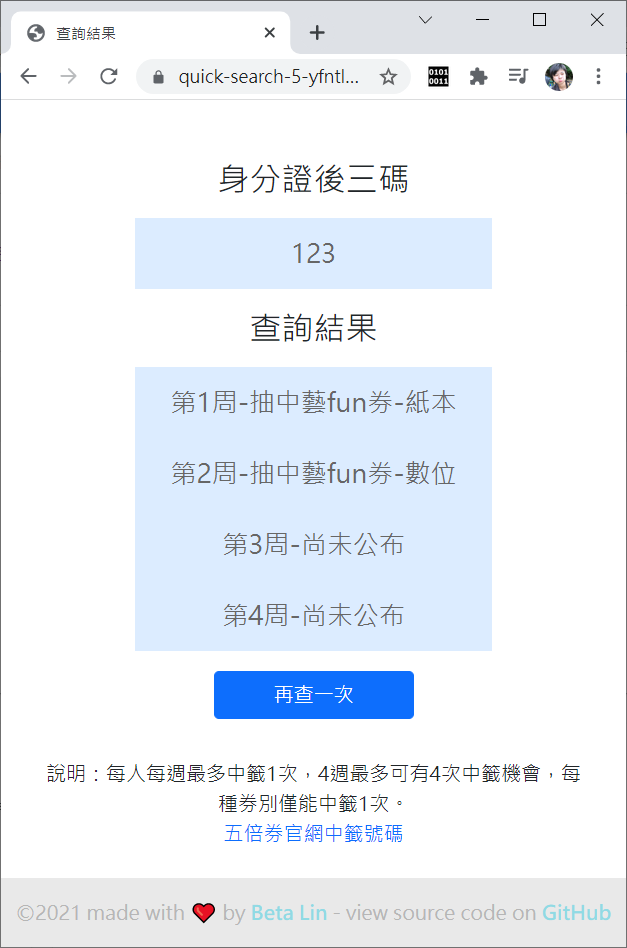 查詢結果
quick-search-5-yfntl...
0101
0011
身分證後三碼
123
查詢結果
第1周-抽中藝fun券-紙本
第2周-抽中藝fun券-數位
第3周-尚未公布
第4周-尚未公布
再查一次
說明：每人每週最多中籤1次，4週最多可有4次中籤機會，每
種券別僅能中籤1次。
五倍券官網中籤號碼
©2021 made with ❤ by Beta Lin - view source code on GitHub